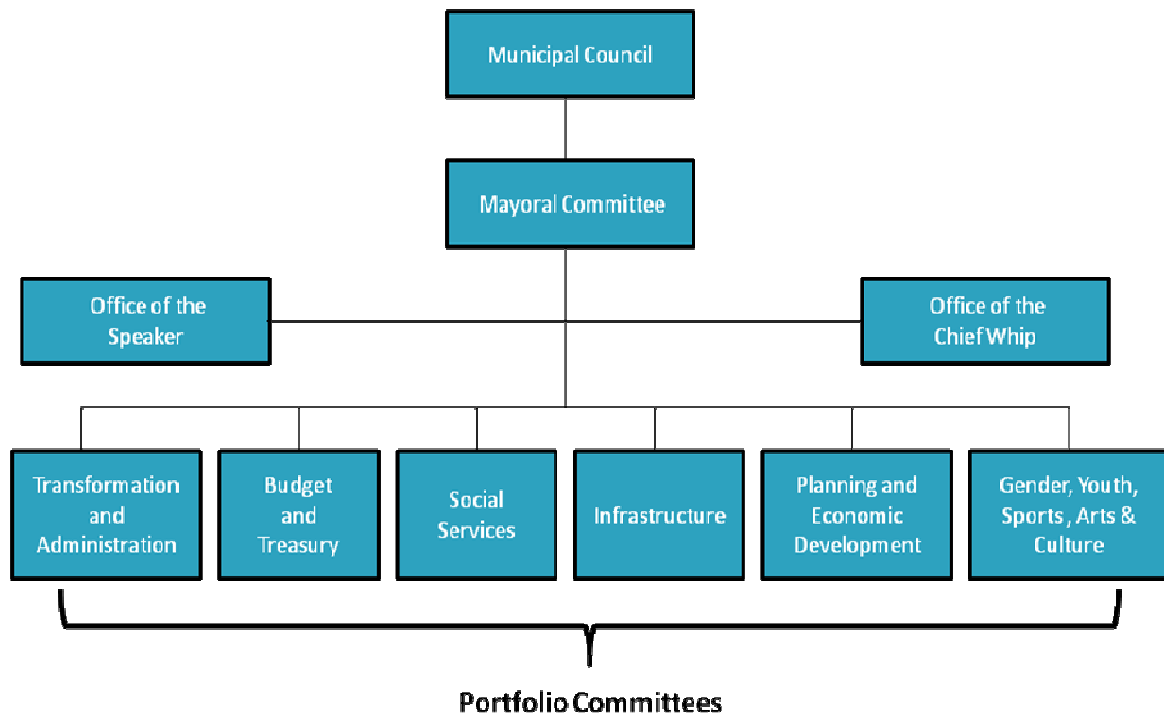 Municipal Council
Mayoral Committee
Office of the
Speaker
Office of the
Chief Whip
Transformation
and
Administration
Budget
and
Treasury
Social
Services
Infrastructure
Planning and
Economic
Development
Gender, Youth,
Sports , Arts &
Culture
Portfolio Committees